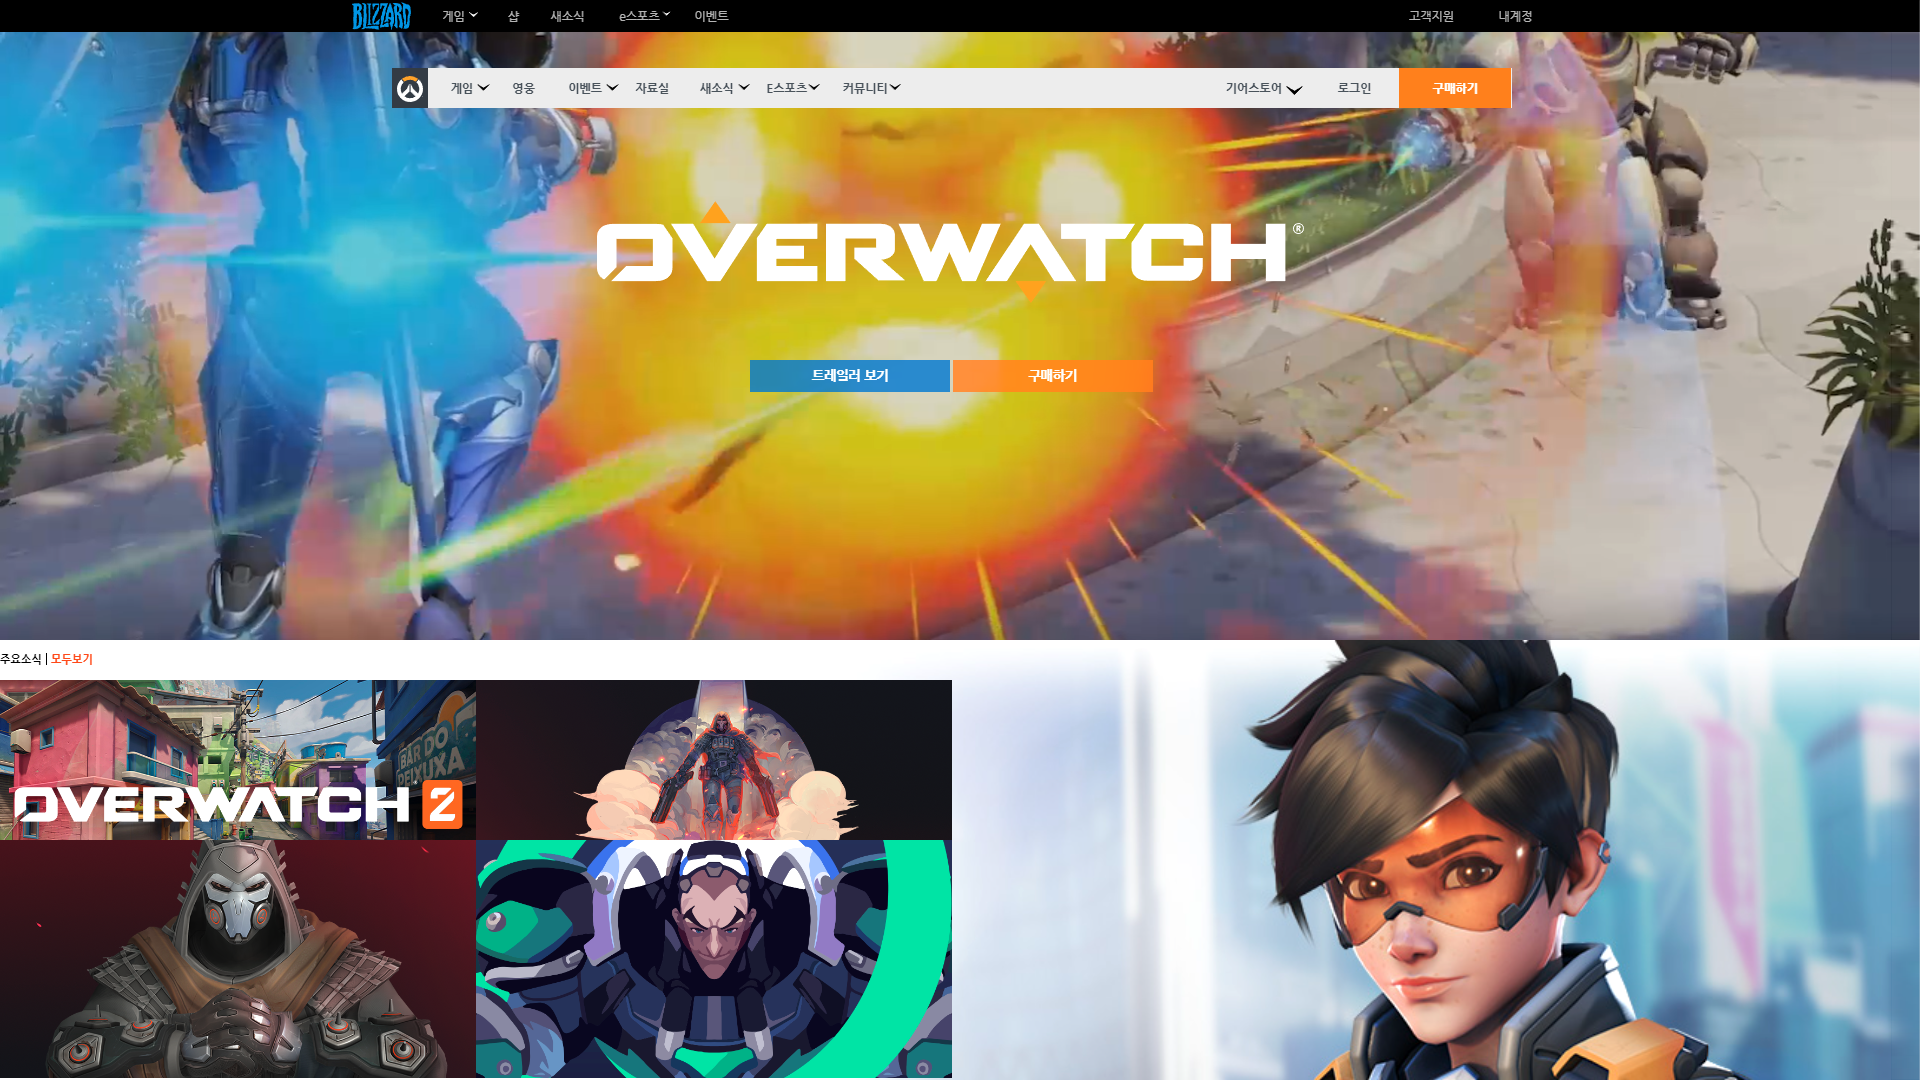 BLIZZARD 게임 샵 새소식 e스포츠 이벤트 고객지원 내계정
게임 영웅 이벤트 자료실 새소식 E스포츠 커뮤니티 기어스토어 로그인 구매하기
OVERWATCH®
트레일러 보기 구매하기
주요소식 | 모두보기
BAR DO
PEIXUXA
OVERWATCH 2